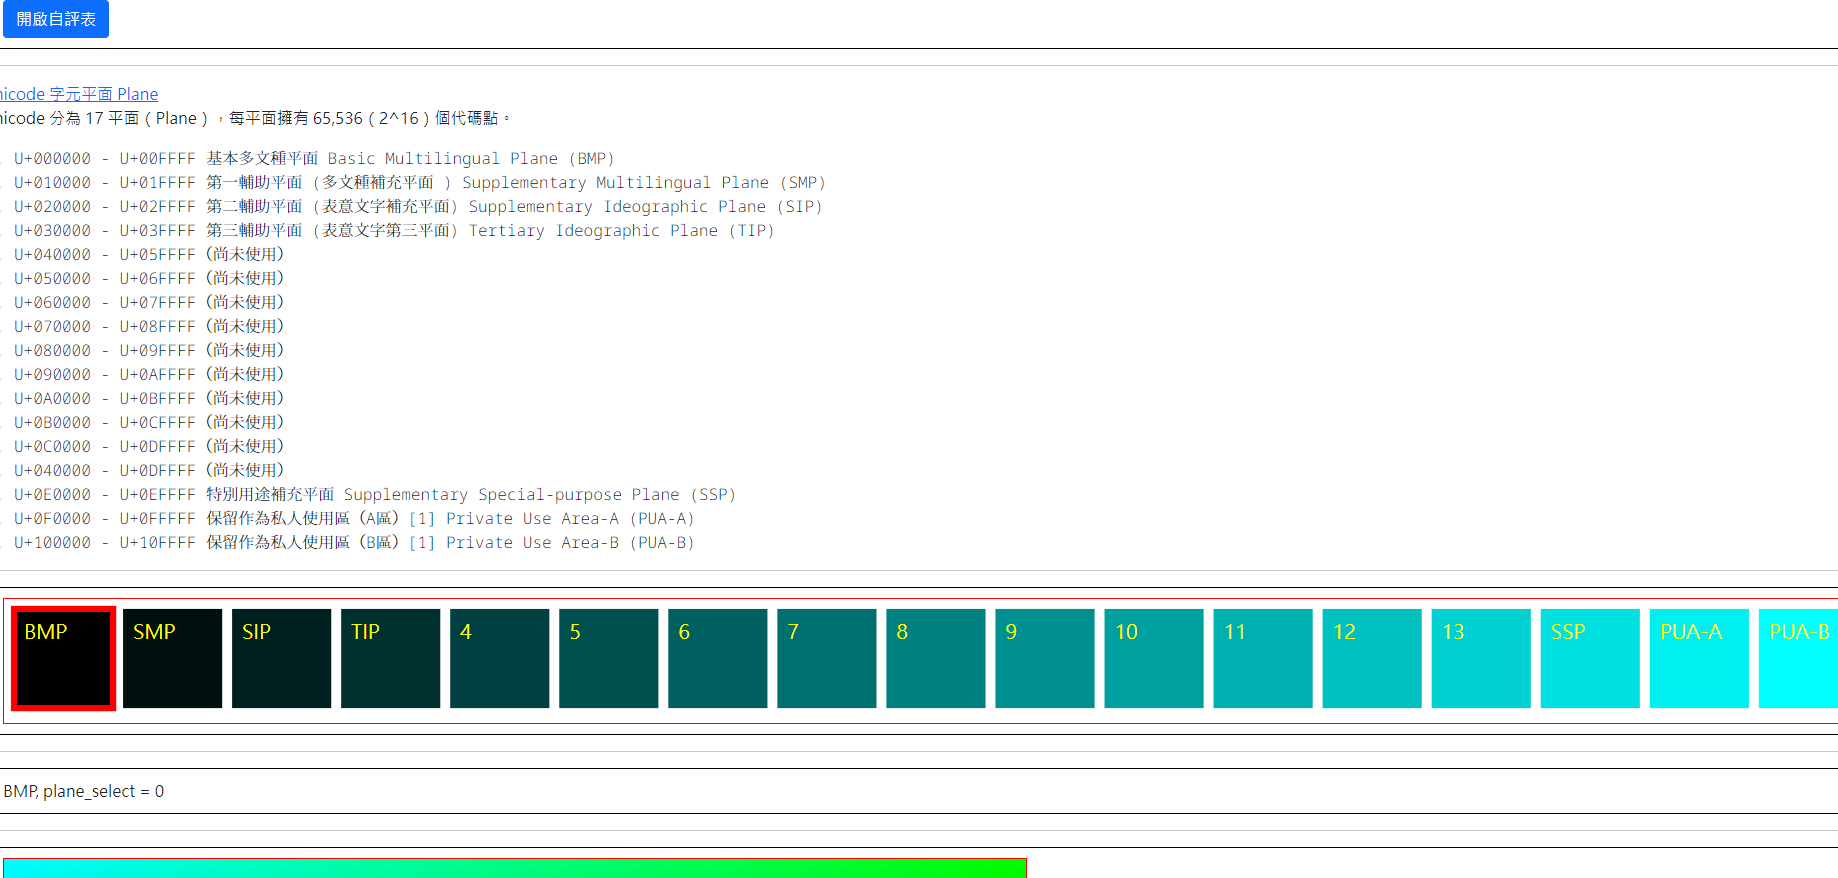 開啟自評表
nicode 字元平面 Plane
nicode 分為 17 平面（Plane），每平面擁有 65,536（2^16）個代碼點。
U+000000 - U+00FFFF 基本多文種平面 Basic Multilingual Plane (BMP)
U+010000 - U+01FFFF 第一輔助平面 (多文種補充平面 ) Supplementary Multilingual Plane (SMP)
U+020000 - U+02FFFF 第二輔助平面 (表意文字補充平面) Supplementary Ideographic Plane (SIP)
U+030000 - U+03FFFF 第三輔助平面 (表意文字第三平面) Tertiary Ideographic Plane (TIP)
U+040000 - U+05FFFF (尚未使用)
U+050000 - U+06FFFF (尚未使用)
U+060000 - U+07FFFF (尚未使用)
U+070000 - U+08FFFF (尚未使用)
U+080000 - U+09FFFF (尚未使用)
U+090000 - U+0AFFFF (尚未使用)
U+0A0000 - U+0BFFFF (尚未使用)
U+0B0000 - U+0CFFFF (尚未使用)
U+0C0000 - U+0DFFFF (尚未使用)
U+040000 - U+0DFFFF (尚未使用)
U+0E0000 - U+0EFFFF 特別用途補充平面 Supplementary Special-purpose Plane (SSP)
U+0F0000 - U+0FFFFF 保留作為私人使用區（A區）[1] Private Use Area-A (PUA-A)
U+100000 - U+10FFFF 保留作為私人使用區（B區）[1] Private Use Area-B (PUA-B)
BMP SMP SIP TIP 4 5 6 7 8 9 10 11 12 13 SSP PUA-A PUA-B
BMP, plane_select = 0